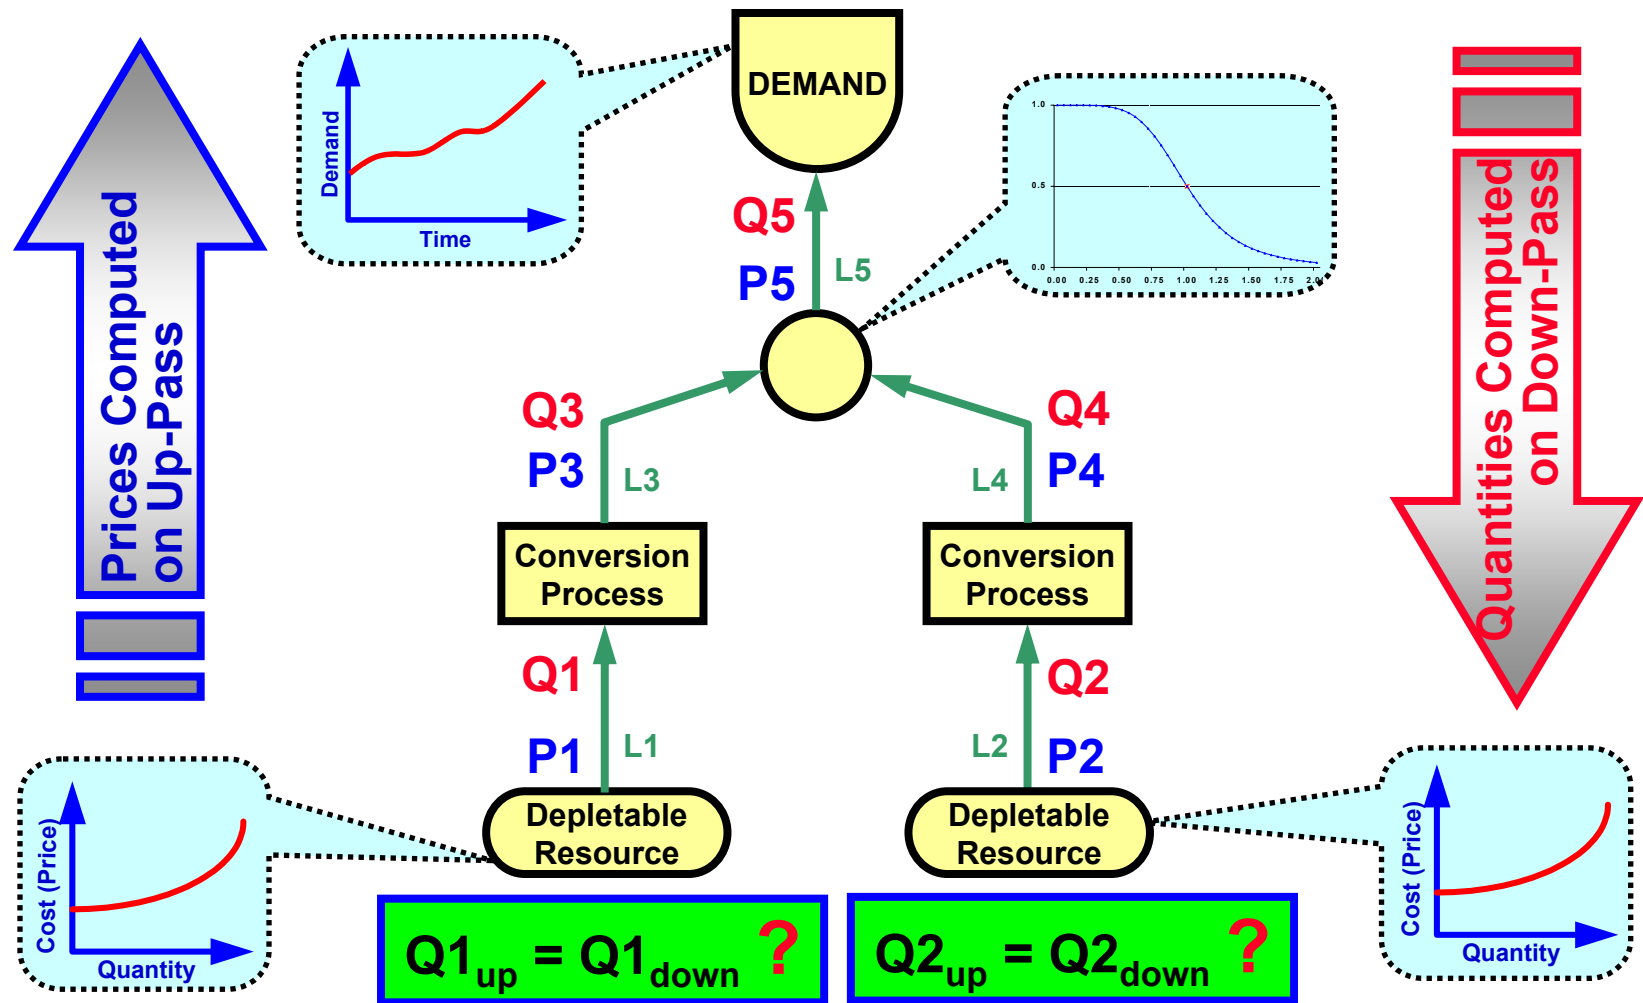 DEMAND
Demand
Time
1.0
0.5
0.0
0.00 0.25 0.50 0.75 1.00 1.25 1.50 1.75
Prices Computed
on Up-Pass
Quantities Computed
on Down-Pass
Q5
P5
L5
Q3
P3
L3
Q4
P4
L4
Conversion
Process
Conversion
Process
Q1
P1
L1
Q2
P2
L2
Depletable
Resource
Depletable
Resource
Cost (Price)
Quantity
Cost (Price)
Quantity
Q1up = Q1down ?
Q2up = Q2down ?